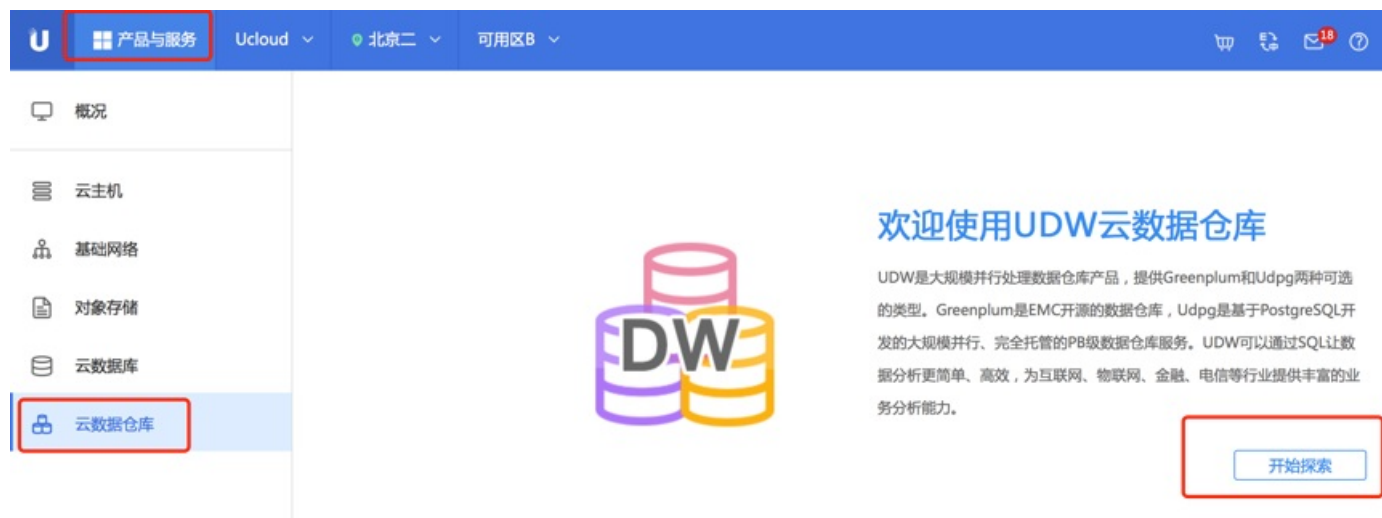 U 产品与服务 Ucloud 北京二 可用区B 18
概况
云主机
基础网络
对象存储
云数据库
云数据仓库
DW
欢迎使用UDW云数据仓库
UDW是大规模并行处理数据仓库产品，提供Greenplum和Udpg两种可选
的类型。Greenplum是EMC开源的数据仓库，Udpg是基于PostgreSQL开
发的大规模并行、完全托管的PB级数据仓库服务。UDW可以通过SQL让数
据分析更简单、高效，为互联网、物联网、金融、电信等行业提供丰富的业
务分析能力。
开始探索